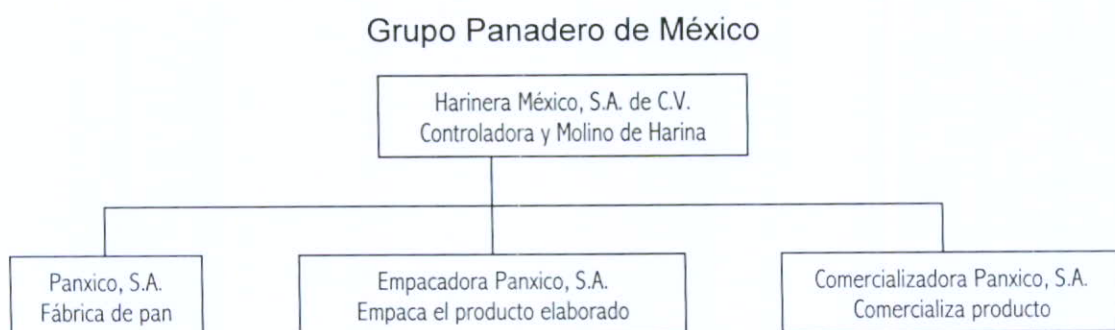 Grupo Panadero de México
Harinera México, S.A. de C.V.
Controladora y Molino de Harina
Panxico, S.A.
Fábrica de pan
Empacadora Panxico, S.A.
Empaca el producto elaborado
Comercializadora Panxico, S.A.
Comercializa producto